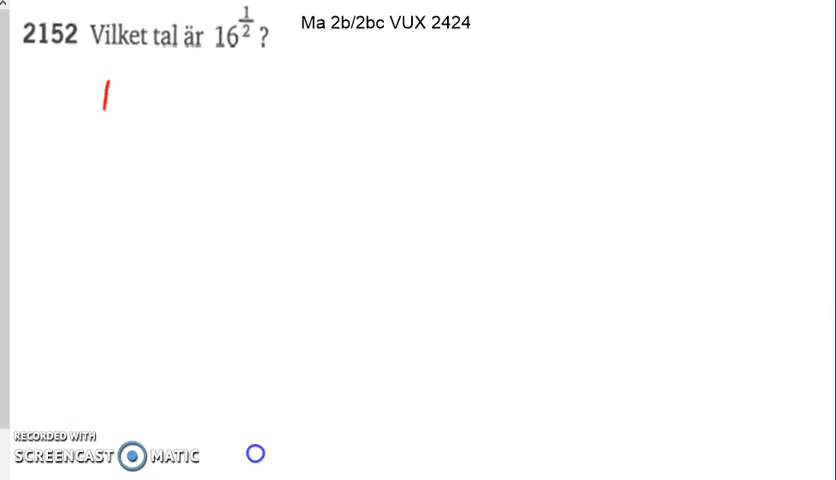 2152 Vilket tal är 16^{1/2} ?
Ma 2b/2bc VUX 2424
RECORDED WITH
SCREENCAST MATIC